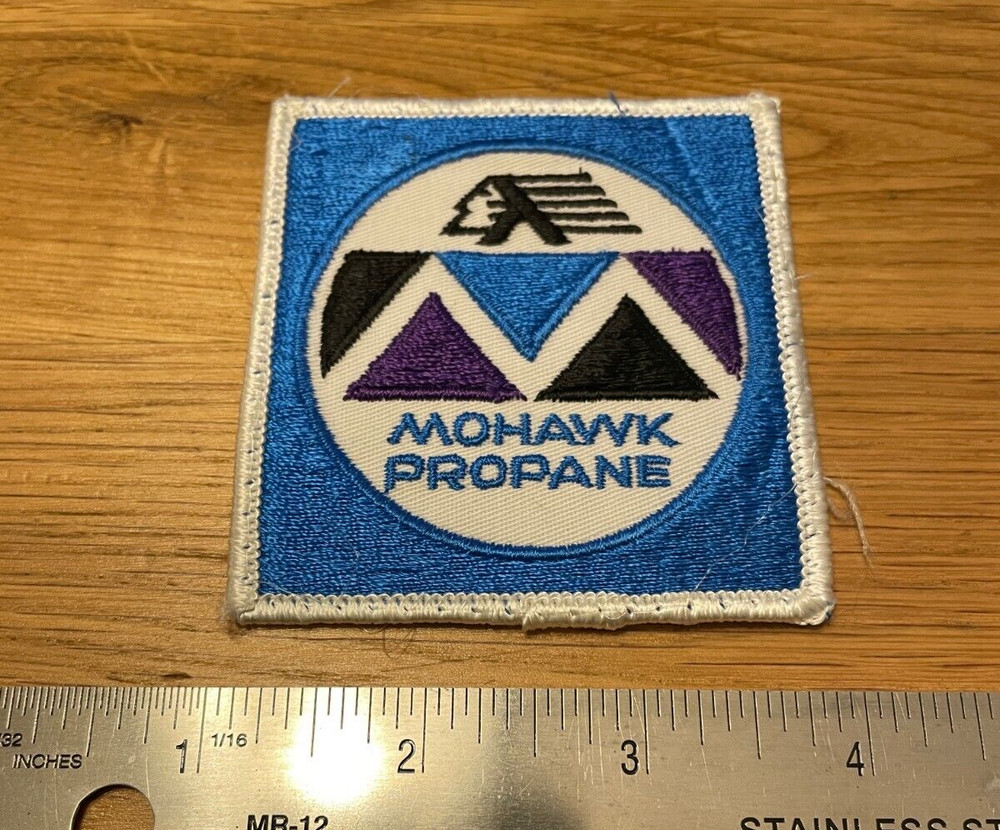 MOHAWK
PROPANE
1 2 3 4
/32 1/16
INCHES
MR-12 STAINLESS ST